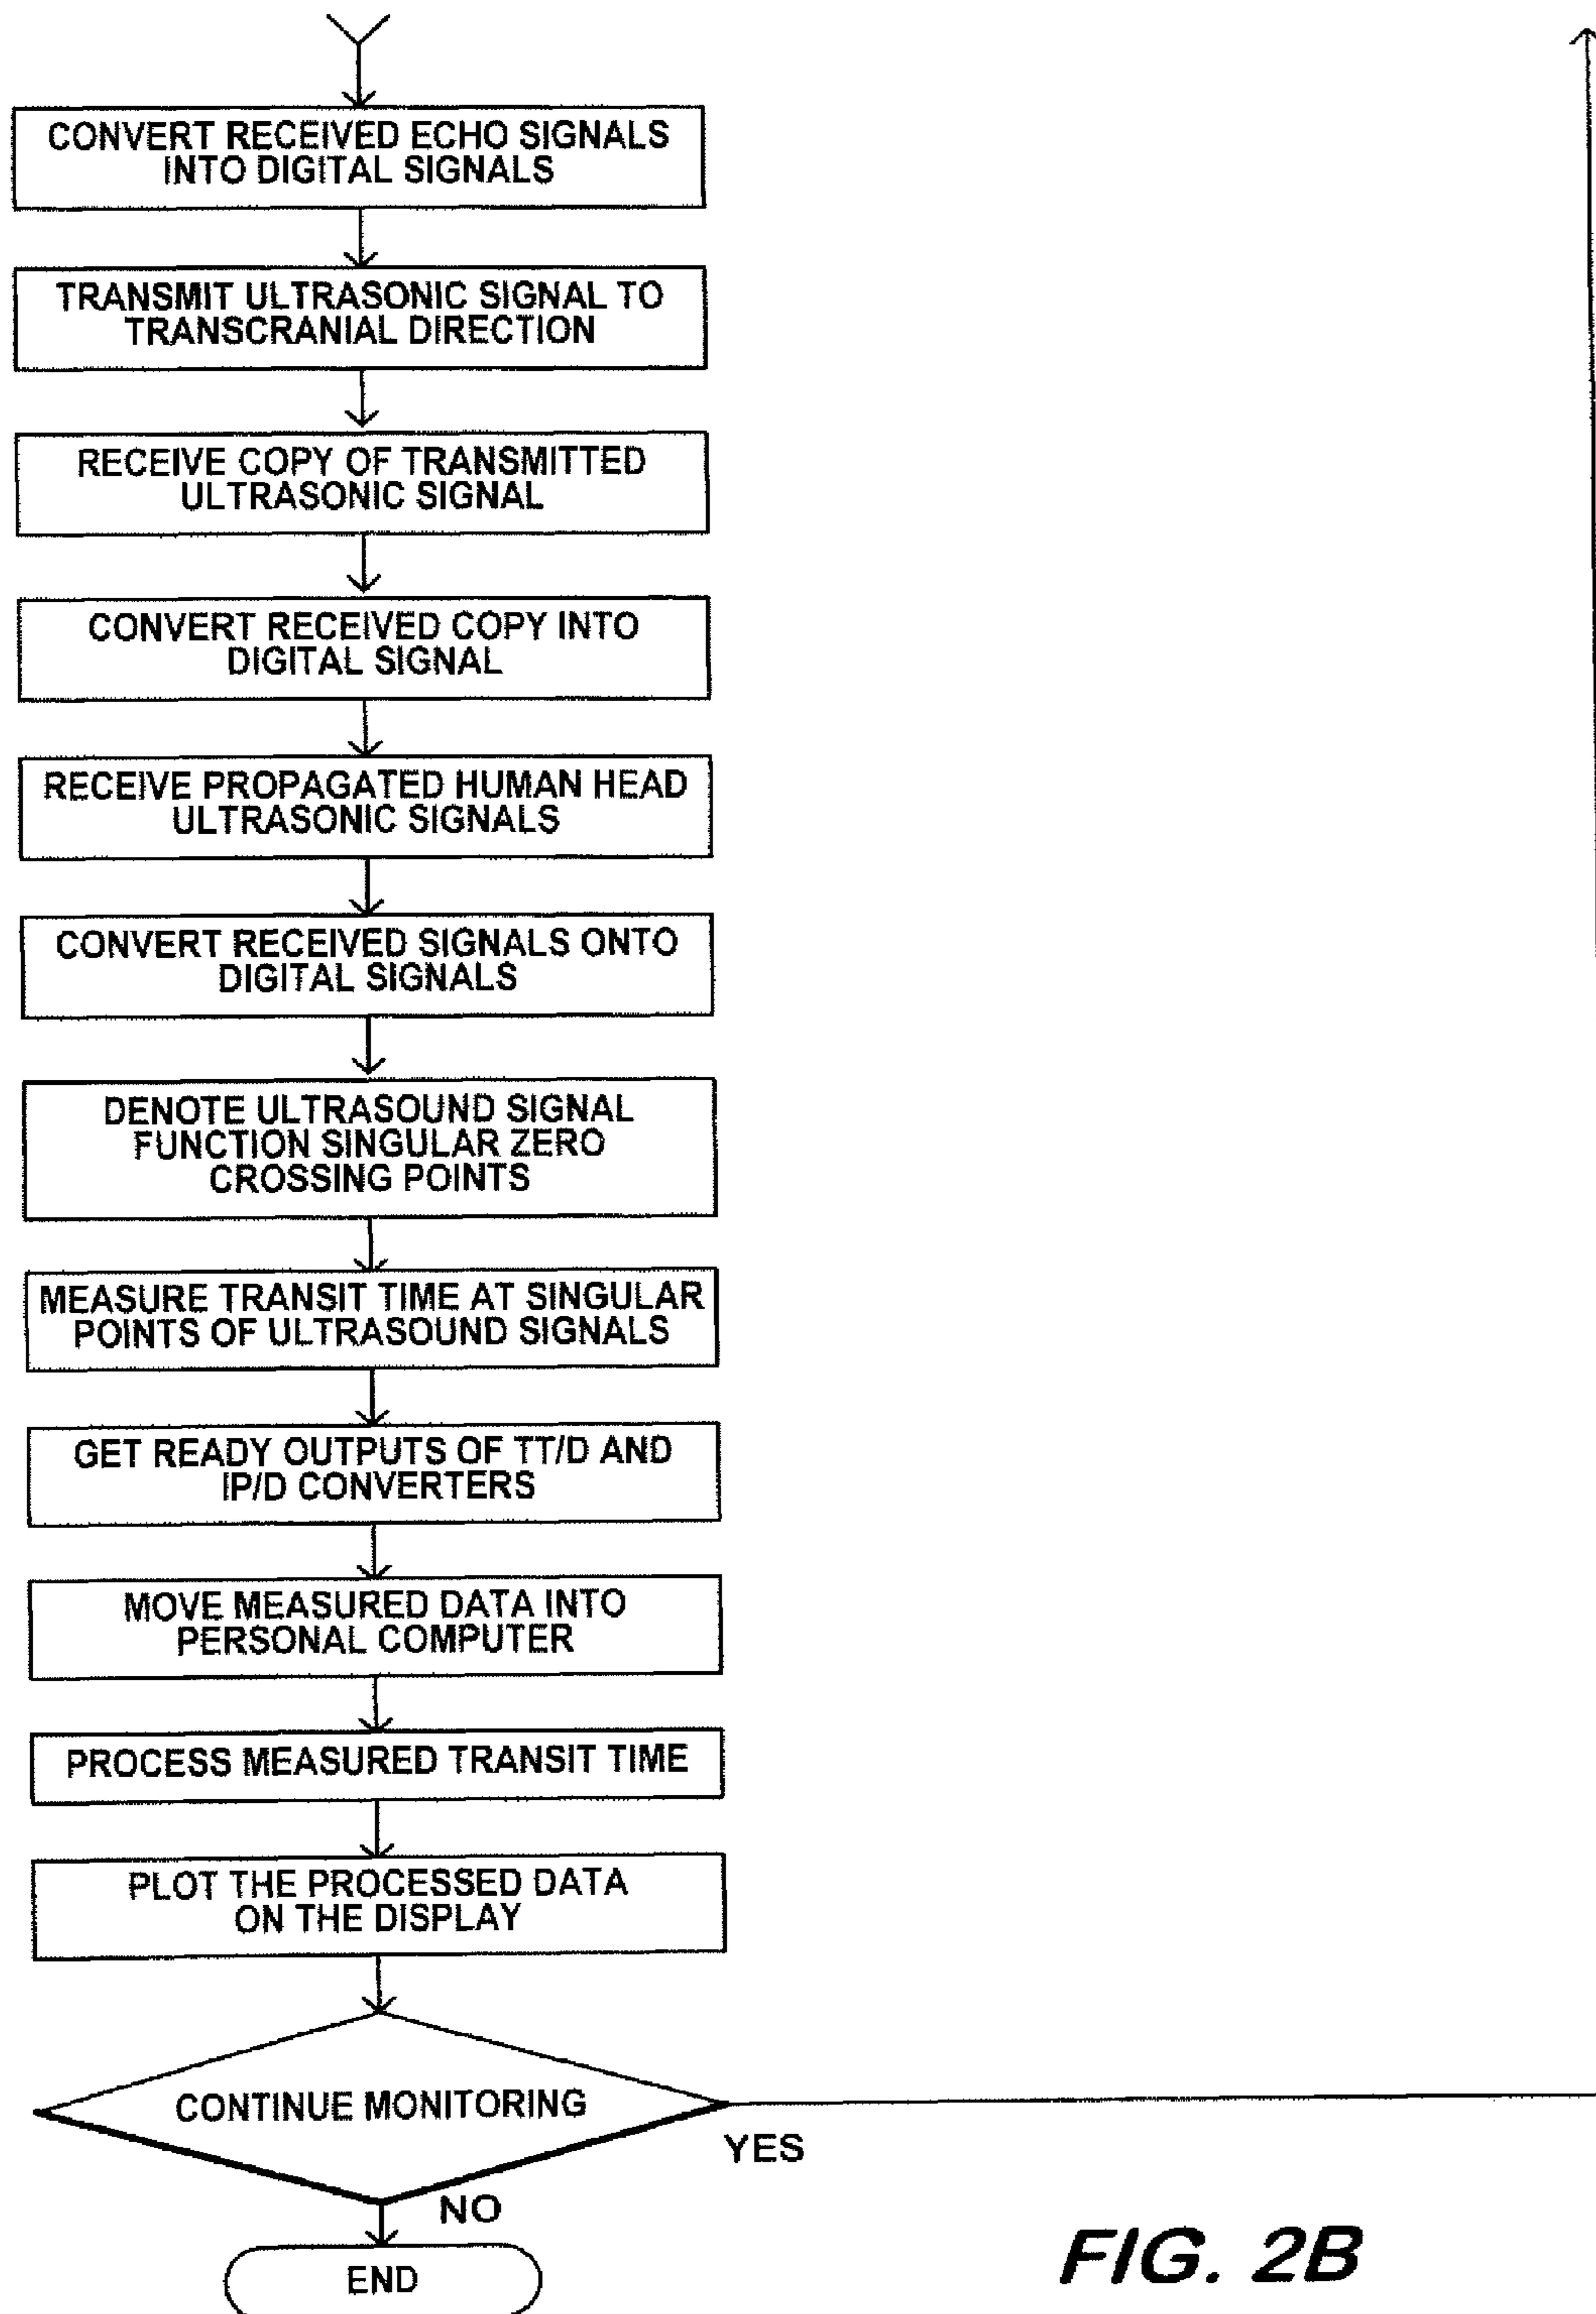 CONVERT RECEIVED ECHO SIGNALS
INTO DIGITAL SIGNALS
TRANSMIT ULTRASONIC SIGNAL TO
TRANSCRANIAL DIRECTION
RECEIVE COPY OF TRANSMITTED
ULTRASONIC SIGNAL
CONVERT RECEIVED COPY INTO
DIGITAL SIGNAL
RECEIVE PROPAGATED HUMAN HEAD
ULTRASONIC SIGNALS
CONVERT RECEIVED SIGNALS ONTO
DIGITAL SIGNALS
DENOTE ULTRASOUND SIGNAL
FUNCTION SINGULAR ZERO
CROSSING POINTS
MEASURE TRANSIT TIME AT SINGULAR
POINTS OF ULTRASOUND SIGNALS
GET READY OUTPUTS OF TT/D AND
IP/D CONVERTERS
MOVE MEASURED DATA INTO
PERSONAL COMPUTER
PROCESS MEASURED TRANSIT TIME
PLOT THE PROCESSED DATA
ON THE DISPLAY
CONTINUE MONITORING
YES
NO
END
FIG. 2B